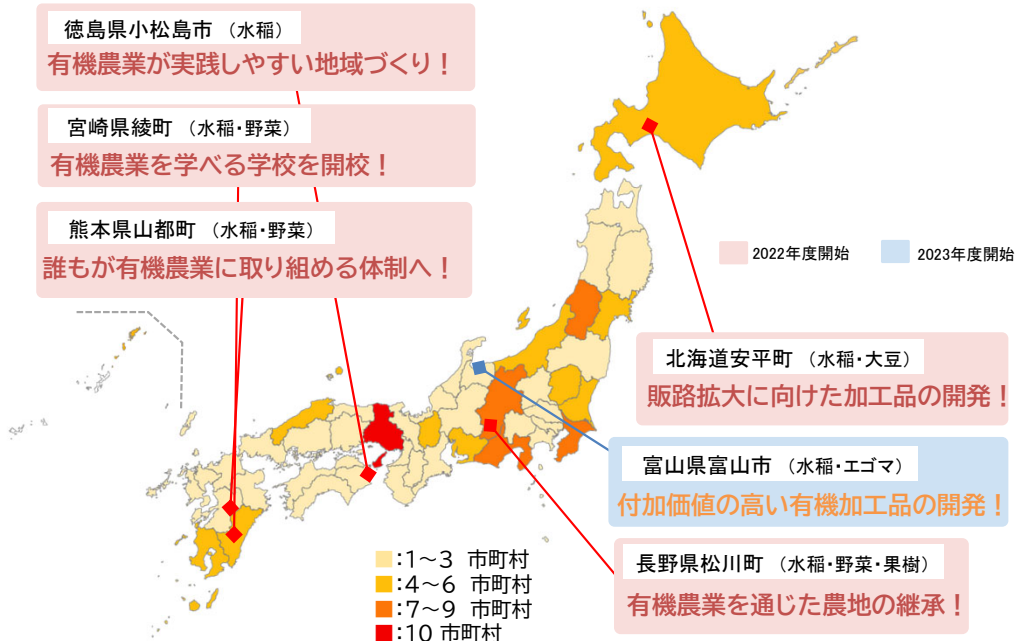 徳島県小松島市 （水稲）
有機農業が実践しやすい地域づくり！
宮崎県綾町 （水稲・野菜）
有機農業を学べる学校を開校！
熊本県山都町 （水稲・野菜）
誰もが有機農業に取り組める体制へ！
2022年度開始
2023年度開始
北海道安平町 （水稲・大豆）
販路拡大に向けた加工品の開発！
富山県富山市 （水稲・エゴマ）
付加価値の高い有機加工品の開発！
長野県松川町 （水稲・野菜・果樹）
有機農業を通じた農地の継承！
：1～3 市町村
：4～6 市町村
：7～9 市町村
：10 市町村